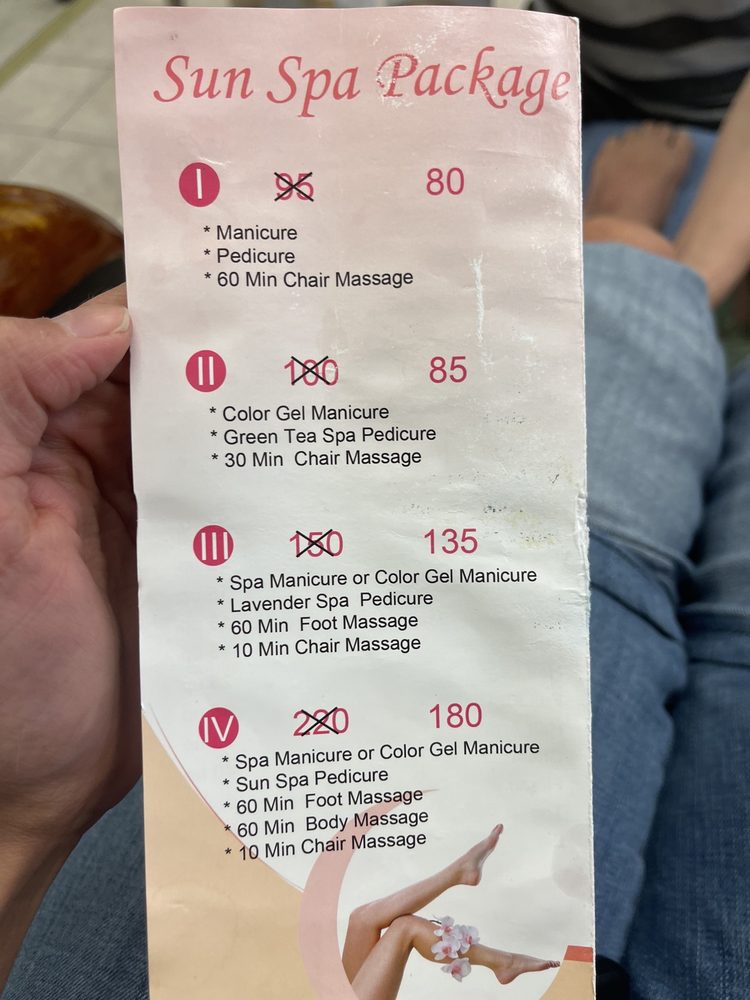 Sun Spa Package
I 95 80
* Manicure
* Pedicure
* 60 Min Chair Massage
II 100 85
* Color Gel Manicure
* Green Tea Spa Pedicure
* 30 Min Chair Massage
III 150 135
* Spa Manicure or Color Gel Manicure
* Lavender Spa Pedicure
* 60 Min Foot Massage
* 10 Min Chair Massage
IV 220 180
* Spa Manicure or Color Gel Manicure
* Sun Spa Pedicure
* 60 Min Foot Massage
* 60 Min Body Massage
* 10 Min Chair Massage